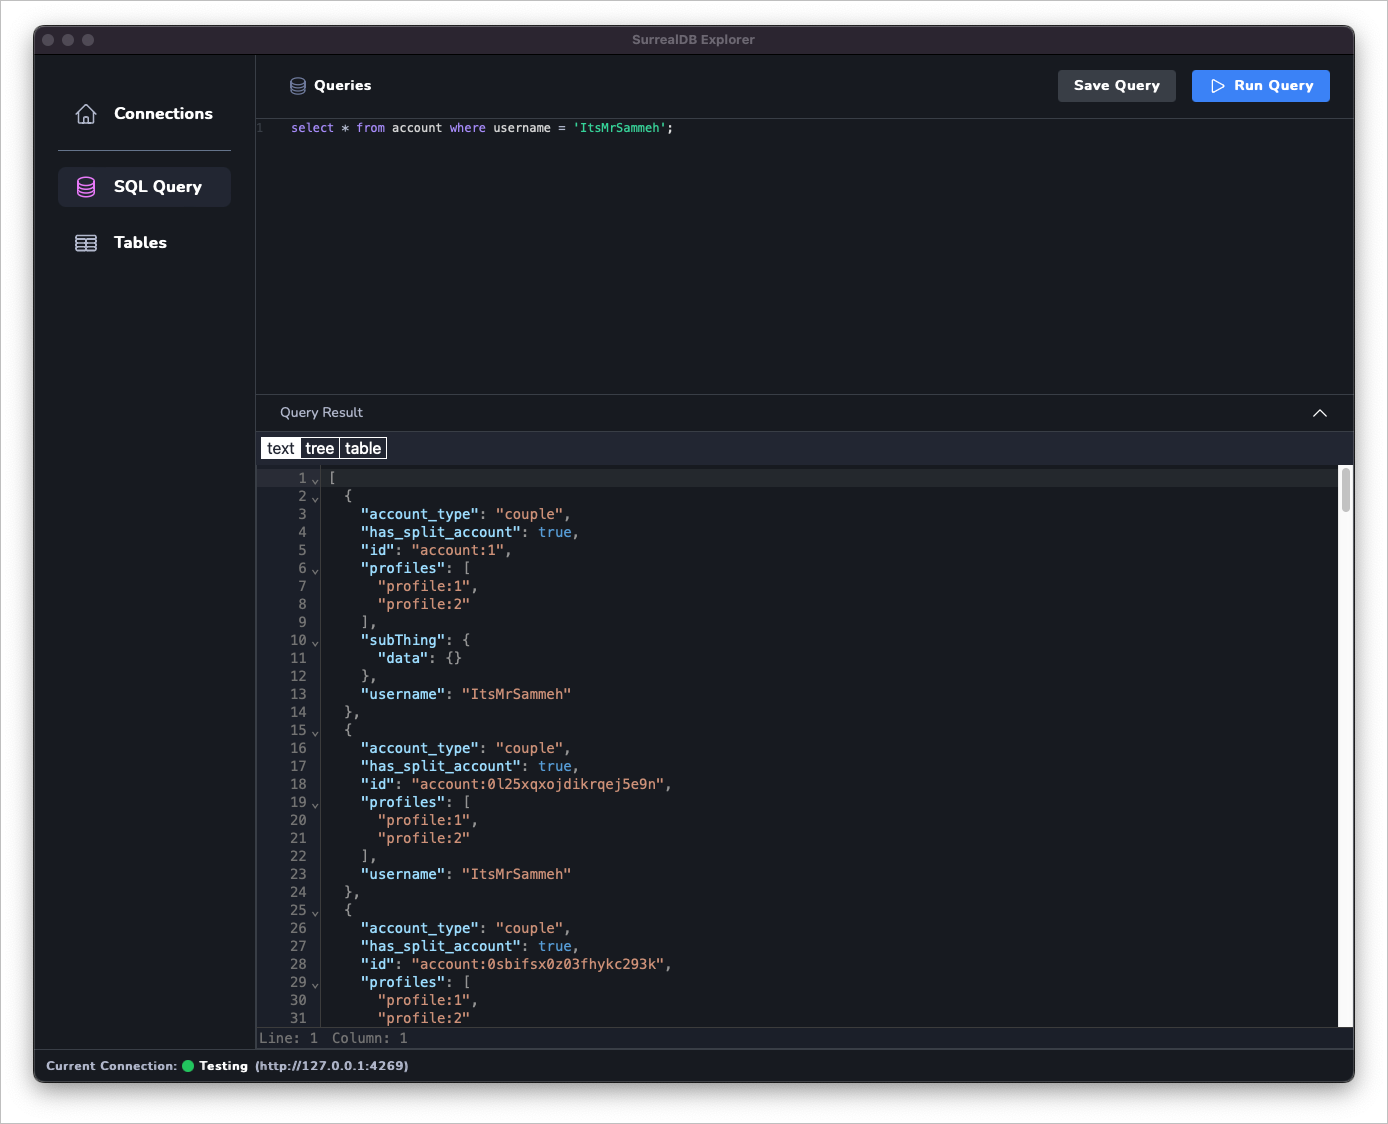 SurrealDB Explorer
Connections
SQL Query
Tables
Queries
Save Query
Run Query
1 select * from account where username = 'ItsMrSammeh';
Query Result
text tree table
1 [
2 {
3 "account_type": "couple",
4 "has_split_account": true,
5 "id": "account:1",
6 "profiles": [
7 "profile:1",
8 "profile:2"
9 ],
10 "subThing": {
11 "data": {}
12 },
13 "username": "ItsMrSammeh"
14 },
15 {
16 "account_type": "couple",
17 "has_split_account": true,
18 "id": "account:0l25xqxojdikrqej5e9n",
19 "profiles": [
20 "profile:1",
21 "profile:2"
22 ],
23 "username": "ItsMrSammeh"
24 },
25 {
26 "account_type": "couple",
27 "has_split_account": true,
28 "id": "account:0sbifsx0z03fhykc293k",
29 "profiles": [
30 "profile:1",
31 "profile:2"
Line: 1 Column: 1
Current Connection: Testing (http://127.0.0.1:4269)